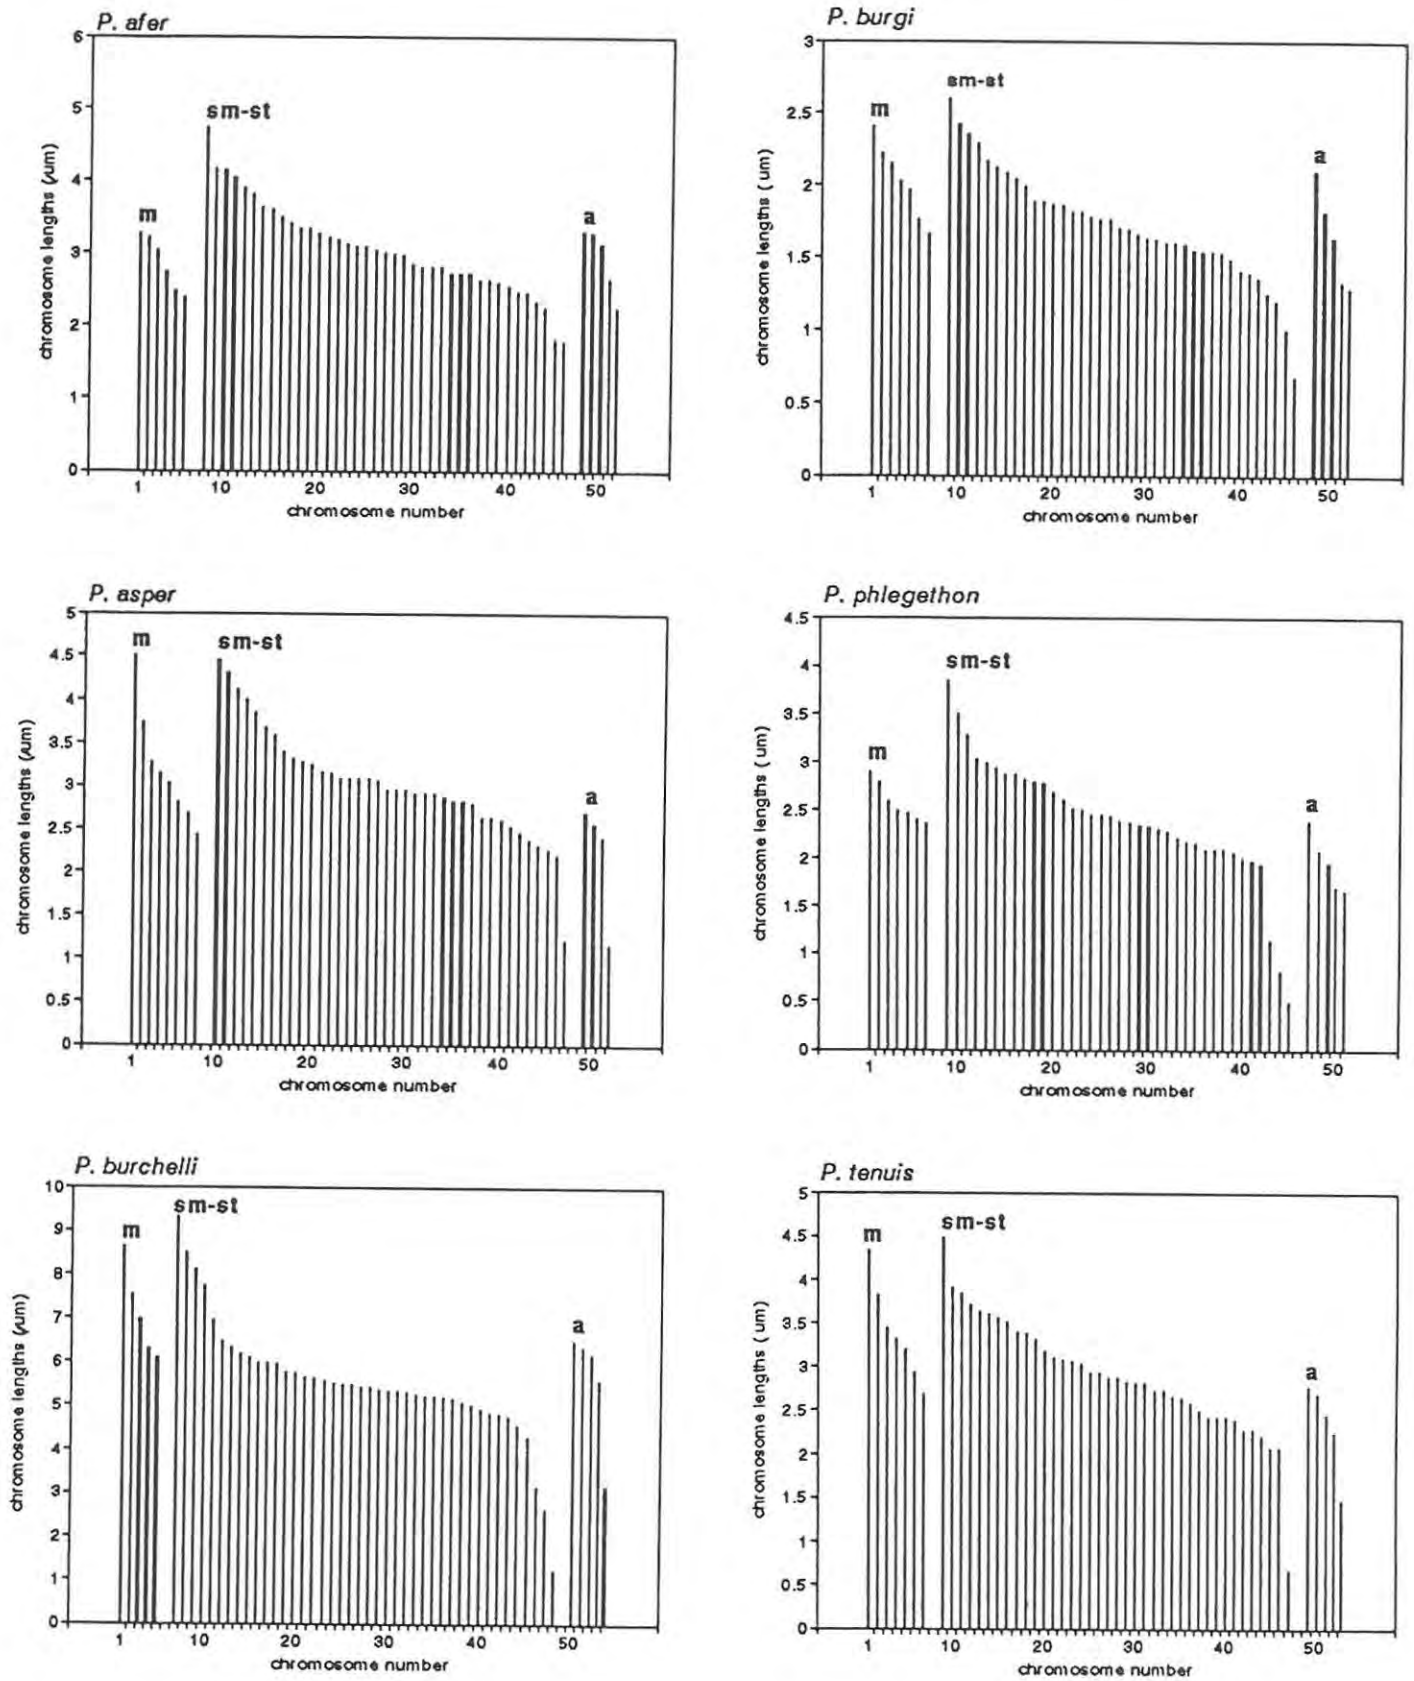 P. afer
6
5
4
3
2
1
0
chromosome lengths (µm)
m
sm-st
a
1 10 20 30 40 50
chromosome number
P. burgi
3
2.5
2
1.5
1
0.5
0
chromosome lengths ( um)
m
sm-st
a
1 10 20 30 40 50
chromosome number
P. asper
5
4.5
4
3.5
3
2.5
2
1.5
1
0.5
0
chromosome lengths (µm)
m
sm-st
a
1 10 20 30 40 50
chromosome number
P. phlegethon
4.5
4
3.5
3
2.5
2
1.5
1
0.5
0
chromosome lengths ( um)
m
sm-st
a
1 10 20 30 40 50
chromosome number
P. burchelli
10
9
8
7
6
5
4
3
2
1
0
chromosome lengths (µm)
m
sm-st
a
1 10 20 30 40 50
chromosome number
P. tenuis
5
4.5
4
3.5
3
2.5
2
1.5
1
0.5
0
chromosome lengths ( um)
m
sm-st
a
1 10 20 30 40 50
chromosome number